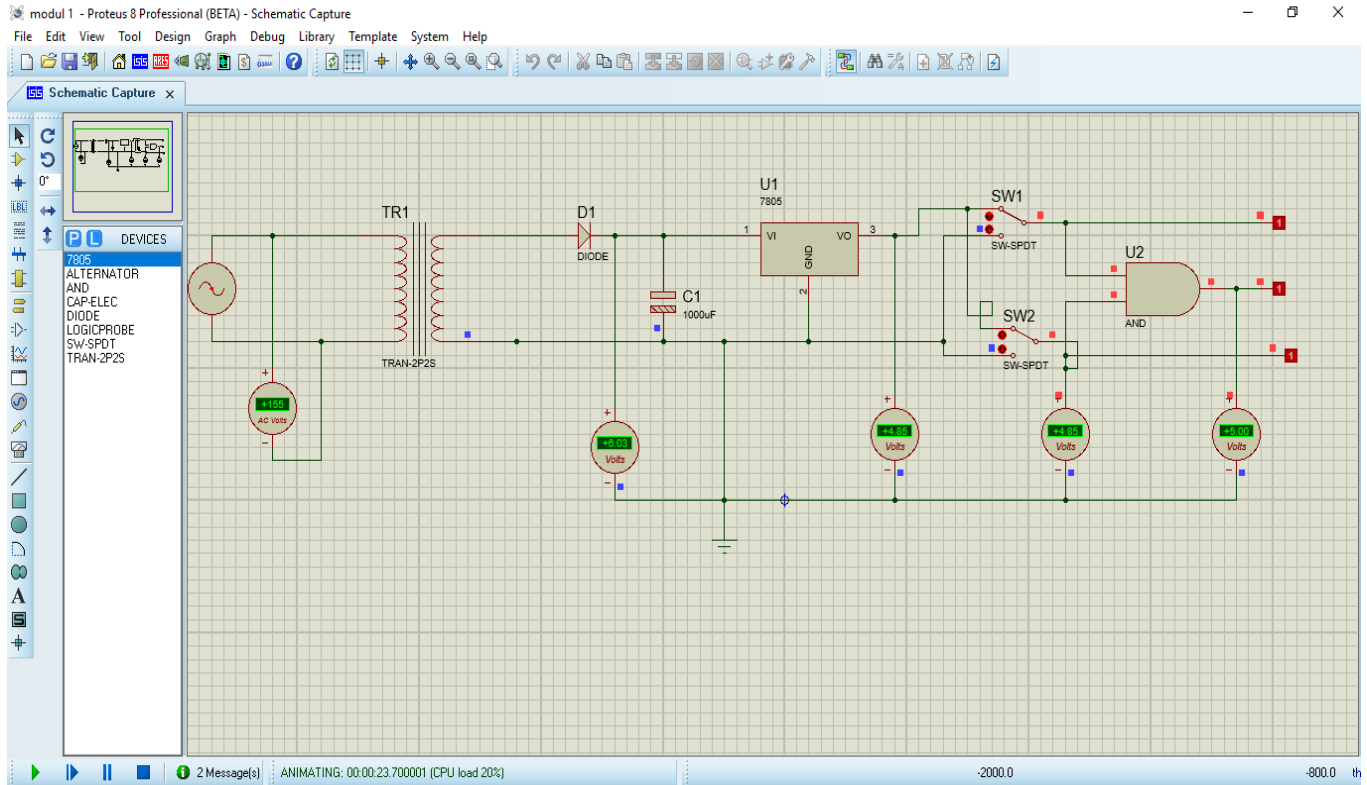 modul 1 - Proteus 8 Professional (BETA) - Schematic Capture
File Edit View Tool Design Graph Debug Library Template System Help
Schematic Capture x
0°
LBL
P L DEVICES
7805
ALTERNATOR
AND
CAP-ELEC
DIODE
LOGICPROBE
SW-SPDT
TRAN-2P2S
A
S
TR1
TRAN-2P2S
+155
AC Volts
D1
DIODE
C1
1000uF
+6.03
Volts
U1
7805
1 VI VO 3
GND
2
+4.85
Volts
SW1
SW-SPDT
SW2
SW-SPDT
U2
AND
1
1
1
+4.85
Volts
+5.00
Volts
2 Message(s) ANIMATING: 00:00:23.700001 (CPU load 20%) -2000.0 -800.0 th